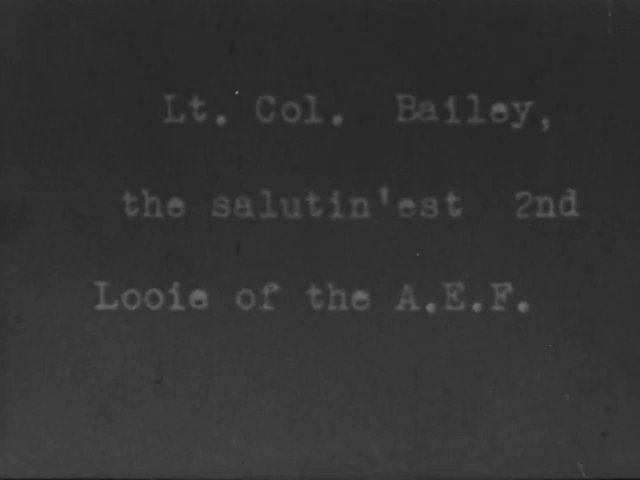 Lt. Col. Bailey,
the salutin'est 2nd
Looie of the A.E.F.